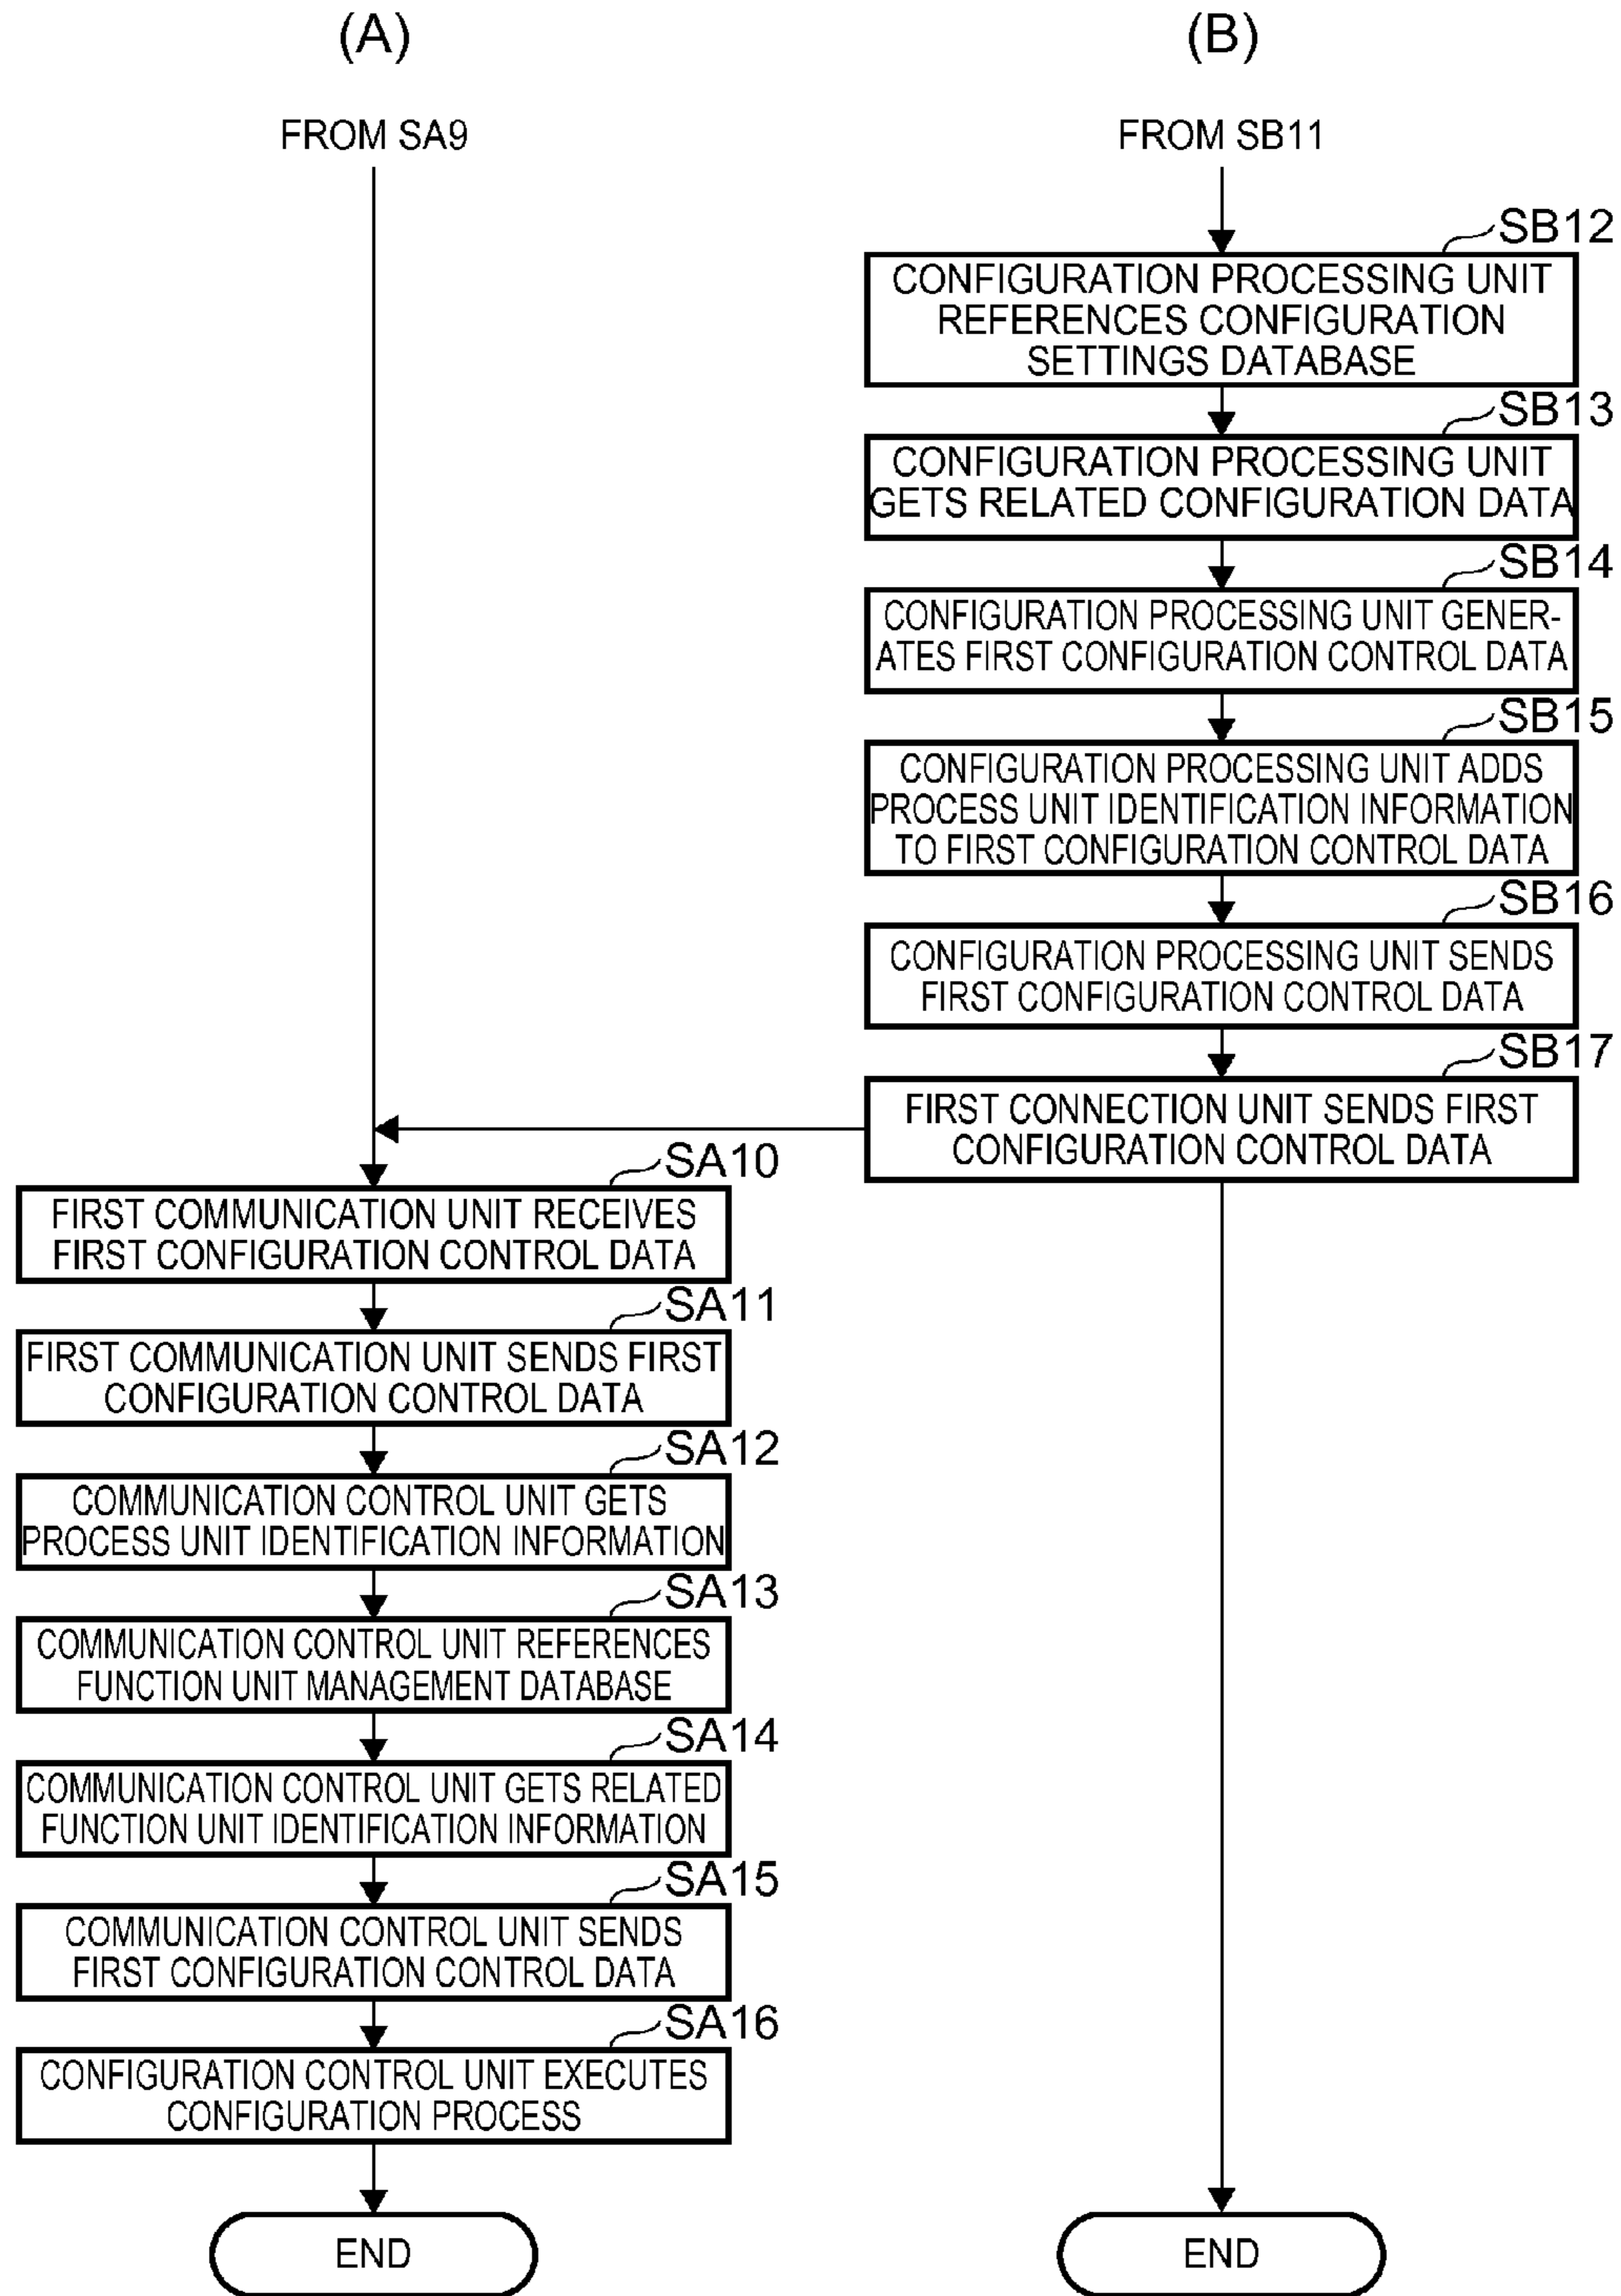 (A)
FROM SA9
SA10
FIRST COMMUNICATION UNIT RECEIVES
FIRST CONFIGURATION CONTROL DATA
SA11
FIRST COMMUNICATION UNIT SENDS FIRST
CONFIGURATION CONTROL DATA
SA12
COMMUNICATION CONTROL UNIT GETS
PROCESS UNIT IDENTIFICATION INFORMATION
SA13
COMMUNICATION CONTROL UNIT REFERENCES
FUNCTION UNIT MANAGEMENT DATABASE
SA14
COMMUNICATION CONTROL UNIT GETS RELATED
FUNCTION UNIT IDENTIFICATION INFORMATION
SA15
COMMUNICATION CONTROL UNIT SENDS
FIRST CONFIGURATION CONTROL DATA
SA16
CONFIGURATION CONTROL UNIT EXECUTES
CONFIGURATION PROCESS
END
(B)
FROM SB11
SB12
CONFIGURATION PROCESSING UNIT
REFERENCES CONFIGURATION
SETTINGS DATABASE
SB13
CONFIGURATION PROCESSING UNIT
GETS RELATED CONFIGURATION DATA
SB14
CONFIGURATION PROCESSING UNIT GENER-
ATES FIRST CONFIGURATION CONTROL DATA
SB15
CONFIGURATION PROCESSING UNIT ADDS
PROCESS UNIT IDENTIFICATION INFORMATION
TO FIRST CONFIGURATION CONTROL DATA
SB16
CONFIGURATION PROCESSING UNIT SENDS
FIRST CONFIGURATION CONTROL DATA
SB17
FIRST CONNECTION UNIT SENDS FIRST
CONFIGURATION CONTROL DATA
END